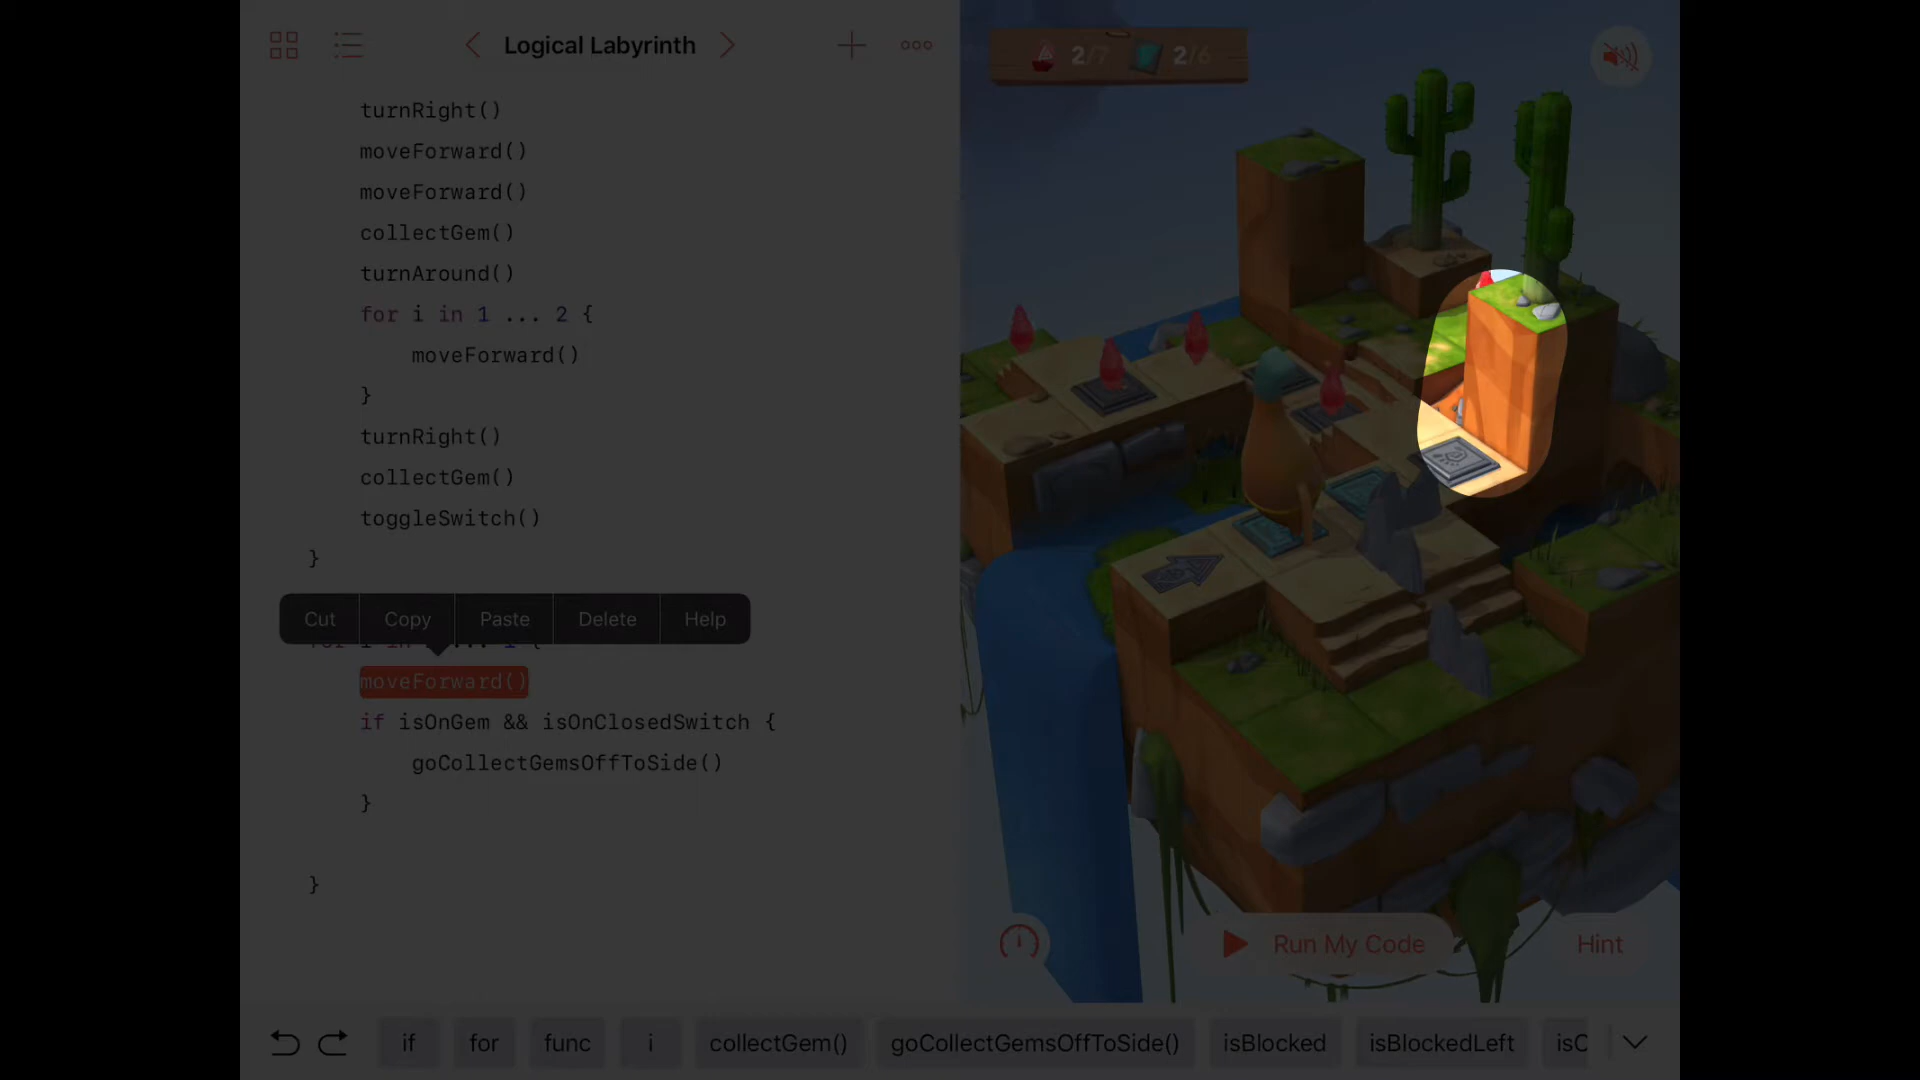 Logical Labyrinth
turnRight()
moveForward()
moveForward()
collectGem()
turnAround()
for i in 1 ... 2 {
moveForward()
}
turnRight()
collectGem()
toggleSwitch()
}
Cut Copy Paste Delete Help
moveForward()
if isOnGem && isOnClosedSwitch {
goCollectGemsOffToSide()
}
}
2/7 2/6
Run My Code
Hint
if for func i collectGem() goCollectGemsOffToSide() isBlocked isBlockedLeft